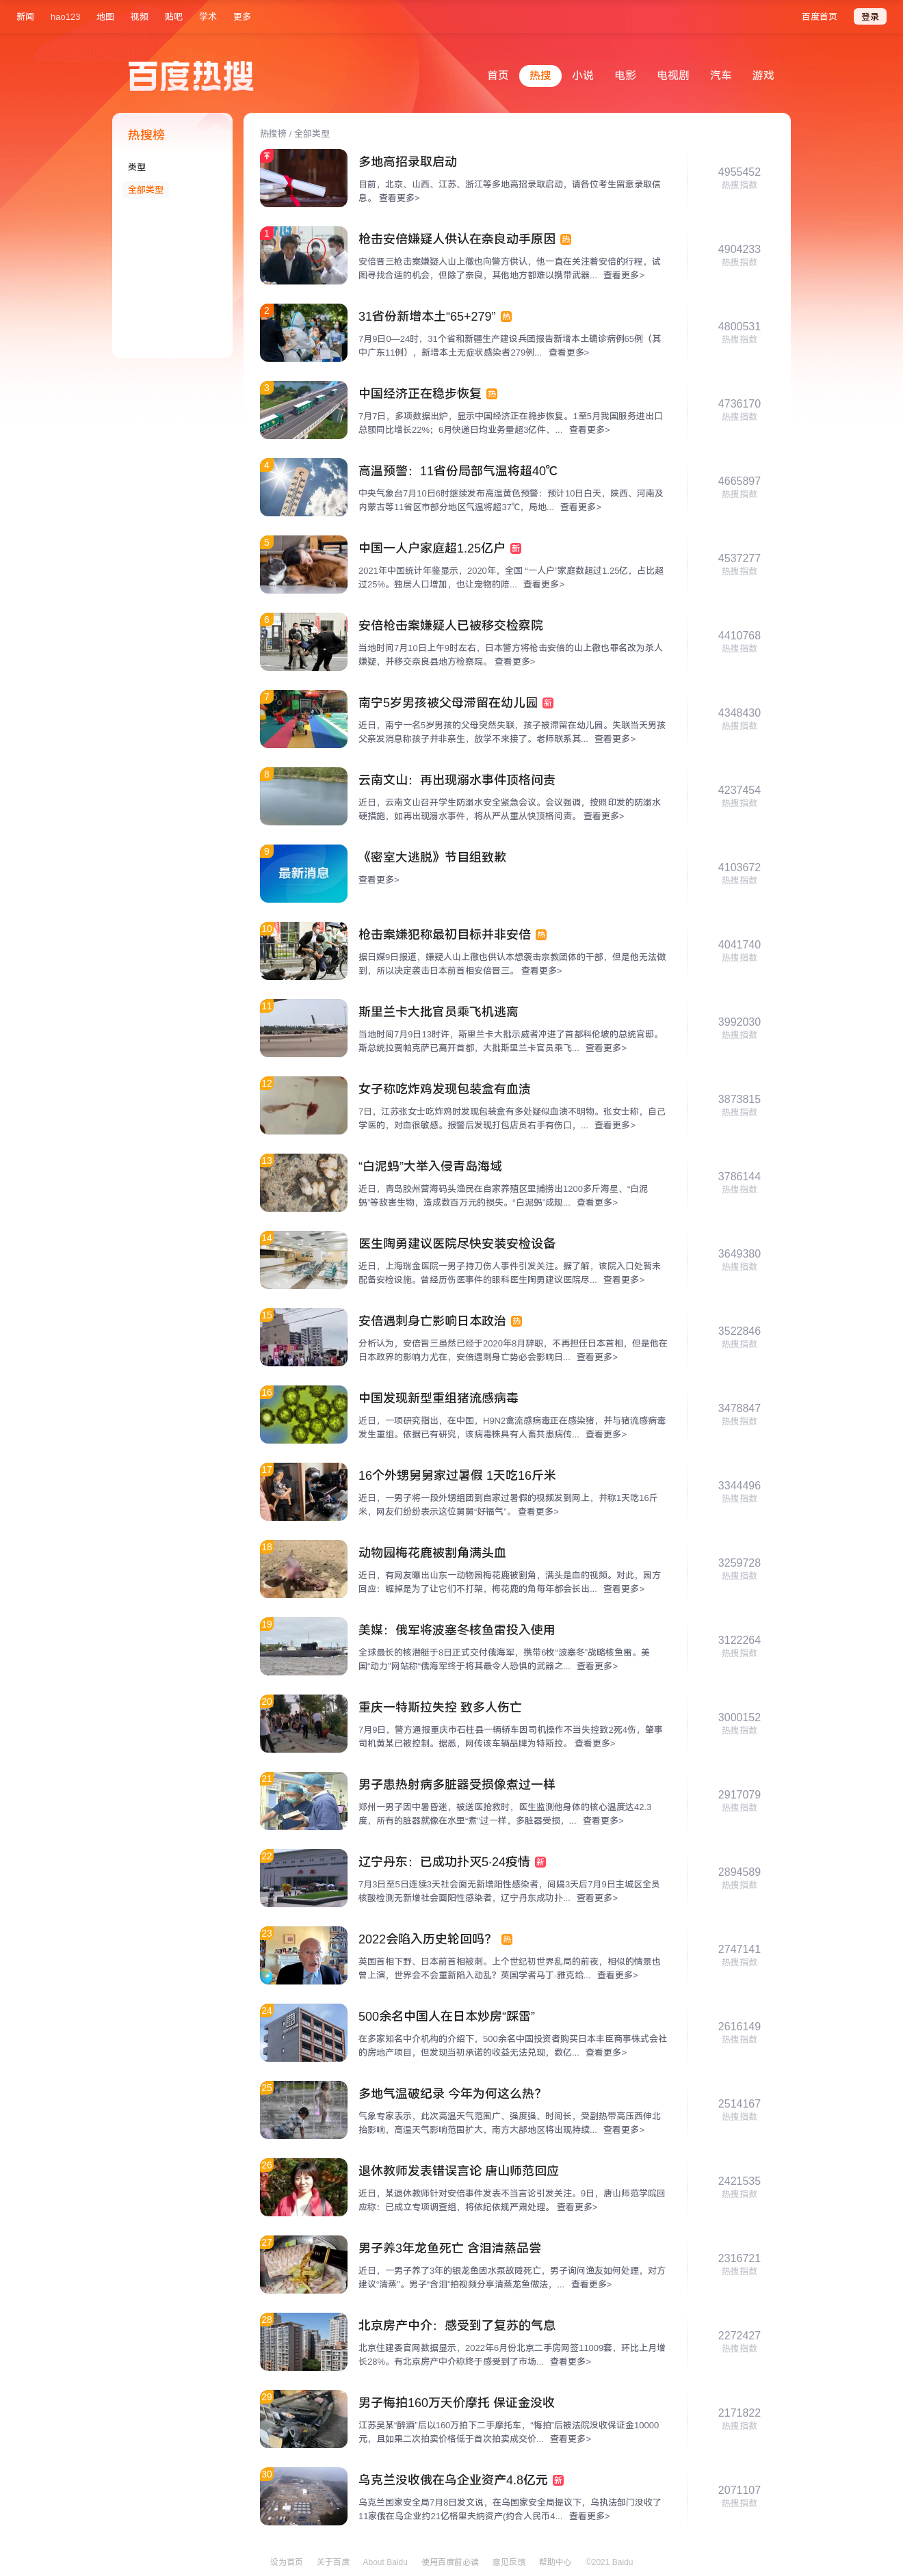 新闻 hao123 地图 视频 贴吧 学术 更多 百度首页 登录
百度热搜
首页 热搜 小说 电影 电视剧 汽车 游戏
热搜榜
类型
全部类型
热搜榜 / 全部类型
多地高招录取启动
目前，北京、山西、江苏、浙江等多地高招录取启动，请各位考生留意录取信
息。 查看更多>
4955452
热搜指数
1
枪击安倍嫌疑人供认在奈良动手原因 热
安倍晋三枪击案嫌疑人山上徹也向警方供认，他一直在关注着安倍的行程，试
图寻找合适的机会，但除了奈良，其他地方都难以携带武器... 查看更多>
4904233
热搜指数
2
31省份新增本土“65+279” 热
7月9日0—24时，31个省和新疆生产建设兵团报告新增本土确诊病例65例（其
中广东11例），新增本土无症状感染者279例... 查看更多>
4800531
热搜指数
3
中国经济正在稳步恢复 热
7月7日，多项数据出炉，显示中国经济正在稳步恢复。1至5月我国服务进出口
总额同比增长22%；6月快递日均业务量超3亿件，... 查看更多>
4736170
热搜指数
4
高温预警：11省份局部气温将超40℃
中央气象台7月10日6时继续发布高温黄色预警：预计10日白天，陕西、河南及
内蒙古等11省区市部分地区气温将超37℃，局地... 查看更多>
4665897
热搜指数
5
中国一人户家庭超1.25亿户 新
2021年中国统计年鉴显示，2020年，全国 “一人户”家庭数超过1.25亿，占比超
过25%。独居人口增加，也让宠物的陪... 查看更多>
4537277
热搜指数
6
安倍枪击案嫌疑人已被移交检察院
当地时间7月10日上午9时左右，日本警方将枪击安倍的山上徹也罪名改为杀人
嫌疑，并移交奈良县地方检察院。 查看更多>
4410768
热搜指数
7
南宁5岁男孩被父母滞留在幼儿园 新
近日，南宁一名5岁男孩的父母突然失联，孩子被滞留在幼儿园。失联当天男孩
父亲发消息称孩子并非亲生，放学不来接了。老师联系其... 查看更多>
4348430
热搜指数
8
云南文山：再出现溺水事件顶格问责
近日，云南文山召开学生防溺水安全紧急会议。会议强调，按照印发的防溺水
硬措施，如再出现溺水事件，将从严从重从快顶格问责。 查看更多>
4237454
热搜指数
9
最新消息
《密室大逃脱》节目组致歉
查看更多>
4103672
热搜指数
10
枪击案嫌犯称最初目标并非安倍 热
据日媒9日报道，嫌疑人山上徹也供认本想袭击宗教团体的干部，但是他无法做
到，所以决定袭击日本前首相安倍晋三。 查看更多>
4041740
热搜指数
11
斯里兰卡大批官员乘飞机逃离
当地时间7月9日13时许，斯里兰卡大批示威者冲进了首都科伦坡的总统官邸。
斯总统拉贾帕克萨已离开首都，大批斯里兰卡官员乘飞... 查看更多>
3992030
热搜指数
12
女子称吃炸鸡发现包装盒有血渍
7日，江苏张女士吃炸鸡时发现包装盒有多处疑似血渍不明物。张女士称，自己
学医的，对血很敏感。报警后发现打包店员右手有伤口，... 查看更多>
3873815
热搜指数
13
“白泥蚂”大举入侵青岛海域
近日，青岛胶州营海码头渔民在自家养殖区里捕捞出1200多斤海星、“白泥
蚂”等敌害生物，造成数百万元的损失。“白泥蚂”成规... 查看更多>
3786144
热搜指数
14
医生陶勇建议医院尽快安装安检设备
近日，上海瑞金医院一男子持刀伤人事件引发关注。据了解，该院入口处暂未
配备安检设施。曾经历伤医事件的眼科医生陶勇建议医院尽... 查看更多>
3649380
热搜指数
15
安倍遇刺身亡影响日本政治 热
分析认为，安倍晋三虽然已经于2020年8月辞职，不再担任日本首相，但是他在
日本政界的影响力尤在，安倍遇刺身亡势必会影响日... 查看更多>
3522846
热搜指数
16
中国发现新型重组猪流感病毒
近日，一项研究指出，在中国，H9N2禽流感病毒正在感染猪，并与猪流感病毒
发生重组。依据已有研究，该病毒株具有人畜共患病传... 查看更多>
3478847
热搜指数
17
16个外甥舅舅家过暑假 1天吃16斤米
近日，一男子将一段外甥组团到自家过暑假的视频发到网上，并称1天吃16斤
米，网友们纷纷表示这位舅舅“好福气”。 查看更多>
3344496
热搜指数
18
动物园梅花鹿被割角满头血
近日，有网友曝出山东一动物园梅花鹿被割角，满头是血的视频。对此，园方
回应：锯掉是为了让它们不打架，梅花鹿的角每年都会长出... 查看更多>
3259728
热搜指数
19
美媒：俄军将波塞冬核鱼雷投入使用
全球最长的核潜艇于8日正式交付俄海军，携带6枚“波塞冬”战略核鱼雷。美
国“动力”网站称“俄海军终于将其最令人恐惧的武器之... 查看更多>
3122264
热搜指数
20
重庆一特斯拉失控 致多人伤亡
7月9日，警方通报重庆市石柱县一辆轿车因司机操作不当失控致2死4伤，肇事
司机黄某已被控制。据悉，网传该车辆品牌为特斯拉。 查看更多>
3000152
热搜指数
21
男子患热射病多脏器受损像煮过一样
郑州一男子因中暑昏迷，被送医抢救时，医生监测他身体的核心温度达42.3
度，所有的脏器就像在水里“煮”过一样，多脏器受损，... 查看更多>
2917079
热搜指数
22
辽宁丹东：已成功扑灭5·24疫情 新
7月3日至5日连续3天社会面无新增阳性感染者，间隔3天后7月9日主城区全员
核酸检测无新增社会面阳性感染者，辽宁丹东成功扑... 查看更多>
2894589
热搜指数
23
2022会陷入历史轮回吗？ 热
英国首相下野、日本前首相被刺。上个世纪初世界乱局的前夜，相似的情景也
曾上演，世界会不会重新陷入动乱？英国学者马丁·雅克给... 查看更多>
2747141
热搜指数
24
500余名中国人在日本炒房“踩雷”
在多家知名中介机构的介绍下，500余名中国投资者购买日本丰臣商事株式会社
的房地产项目，但发现当初承诺的收益无法兑现，数亿... 查看更多>
2616149
热搜指数
25
多地气温破纪录 今年为何这么热？
气象专家表示，此次高温天气范围广、强度强、时间长，受副热带高压西伸北
抬影响，高温天气影响范围扩大，南方大部地区将出现持续... 查看更多>
2514167
热搜指数
26
退休教师发表错误言论 唐山师范回应
近日，某退休教师针对安倍事件发表不当言论引发关注。9日，唐山师范学院回
应称：已成立专项调查组，将依纪依规严肃处理。 查看更多>
2421535
热搜指数
27
男子养3年龙鱼死亡 含泪清蒸品尝
近日，一男子养了3年的银龙鱼因水泵故障死亡，男子询问渔友如何处理，对方
建议“清蒸”。男子“含泪”拍视频分享清蒸龙鱼做法，... 查看更多>
2316721
热搜指数
28
北京房产中介：感受到了复苏的气息
北京住建委官网数据显示，2022年6月份北京二手房网签11009套，环比上月增
长28%。有北京房产中介称终于感受到了市场... 查看更多>
2272427
热搜指数
29
男子悔拍160万天价摩托 保证金没收
江苏吴某“醉酒”后以160万拍下二手摩托车，“悔拍”后被法院没收保证金10000
元，且如果二次拍卖价格低于首次拍卖成交价... 查看更多>
2171822
热搜指数
30
乌克兰没收俄在乌企业资产4.8亿元 新
乌克兰国家安全局7月8日发文说，在乌国家安全局提议下，乌执法部门没收了
11家俄在乌企业约21亿格里夫纳资产(约合人民币4... 查看更多>
2071107
热搜指数
设为首页 关于百度 About Baidu 使用百度前必读 意见反馈 帮助中心 ©2021 Baidu